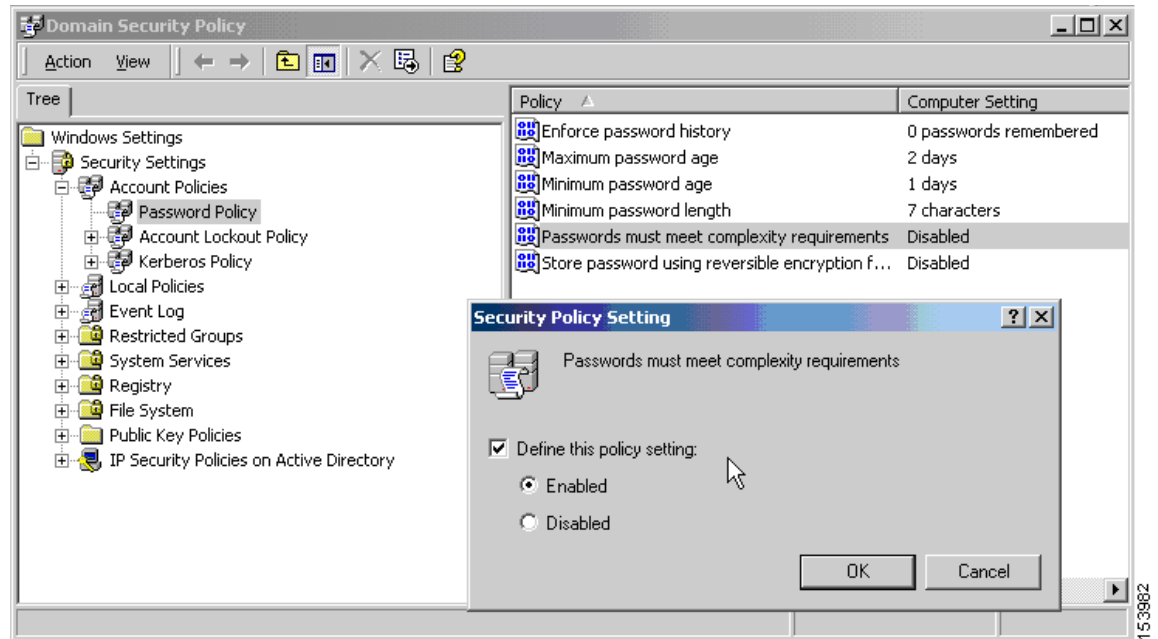 Domain Security Policy
Action View
Tree
Policy Computer Setting
Windows Settings
Security Settings
Account Policies
Password Policy
Account Lockout Policy
Kerberos Policy
Local Policies
Event Log
Restricted Groups
System Services
Registry
File System
Public Key Policies
IP Security Policies on Active Directory
Enforce password history 0 passwords remembered
Maximum password age 2 days
Minimum password age 1 days
Minimum password length 7 characters
Passwords must meet complexity requirements Disabled
Store password using reversible encryption f... Disabled
Security Policy Setting
Passwords must meet complexity requirements
Define this policy setting:
Enabled
Disabled
OK Cancel
153982